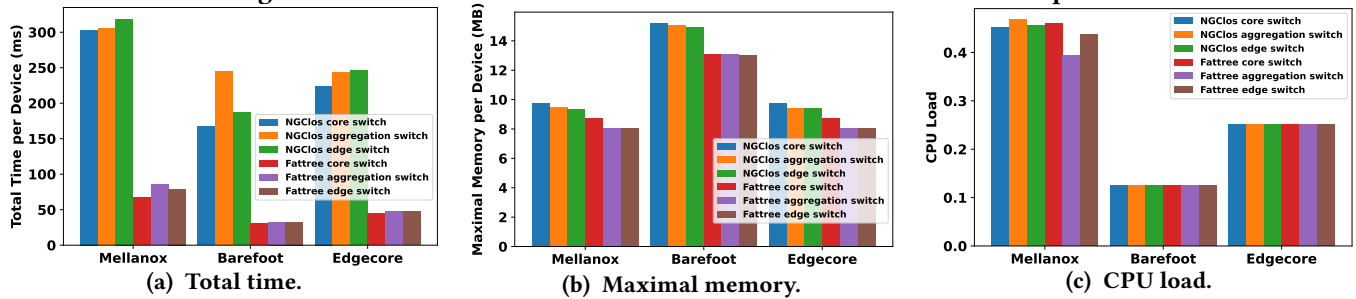 Total Time per Device (ms)
300
250
200
150
100
50
0
NGClos core switch
NGClos aggregation switch
NGClos edge switch
Fattree core switch
Fattree aggregation switch
Fattree edge switch
Mellanox
Barefoot
Edgecore
(a) Total time.
Maximal Memory per Device (MB)
14
12
10
8
6
4
2
0
NGClos core switch
NGClos aggregation switch
NGClos edge switch
Fattree core switch
Fattree aggregation switch
Fattree edge switch
Mellanox
Barefoot
Edgecore
(b) Maximal memory.
CPU Load
0.4
0.3
0.2
0.1
0.0
NGClos core switch
NGClos aggregation switch
NGClos edge switch
Fattree core switch
Fattree aggregation switch
Fattree edge switch
Mellanox
Barefoot
Edgecore
(c) CPU load.